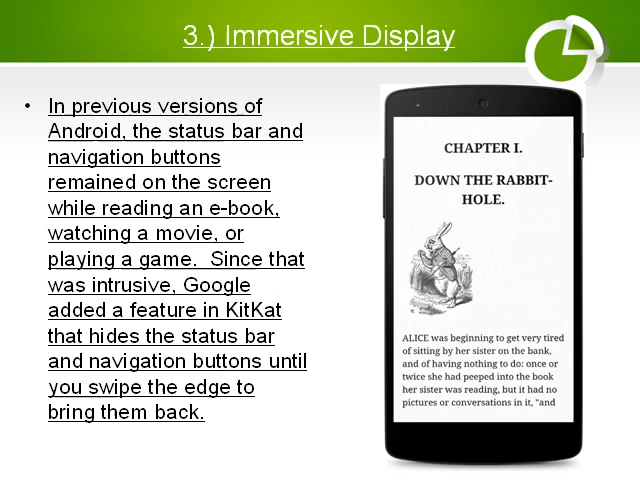 3.) Immersive Display
• In previous versions of
Android, the status bar and
navigation buttons
remained on the screen
while reading an e-book,
watching a movie, or
playing a game.  Since that
was intrusive, Google
added a feature in KitKat
that hides the status bar
and navigation buttons until
you swipe the edge to
bring them back.
CHAPTER I.
DOWN THE RABBIT-
HOLE.
ALICE was beginning to get very tired
of sitting by her sister on the bank,
and of having nothing to do: once or
twice she had peeped into the book
her sister was reading, but it had no
pictures or conversations in it, "and